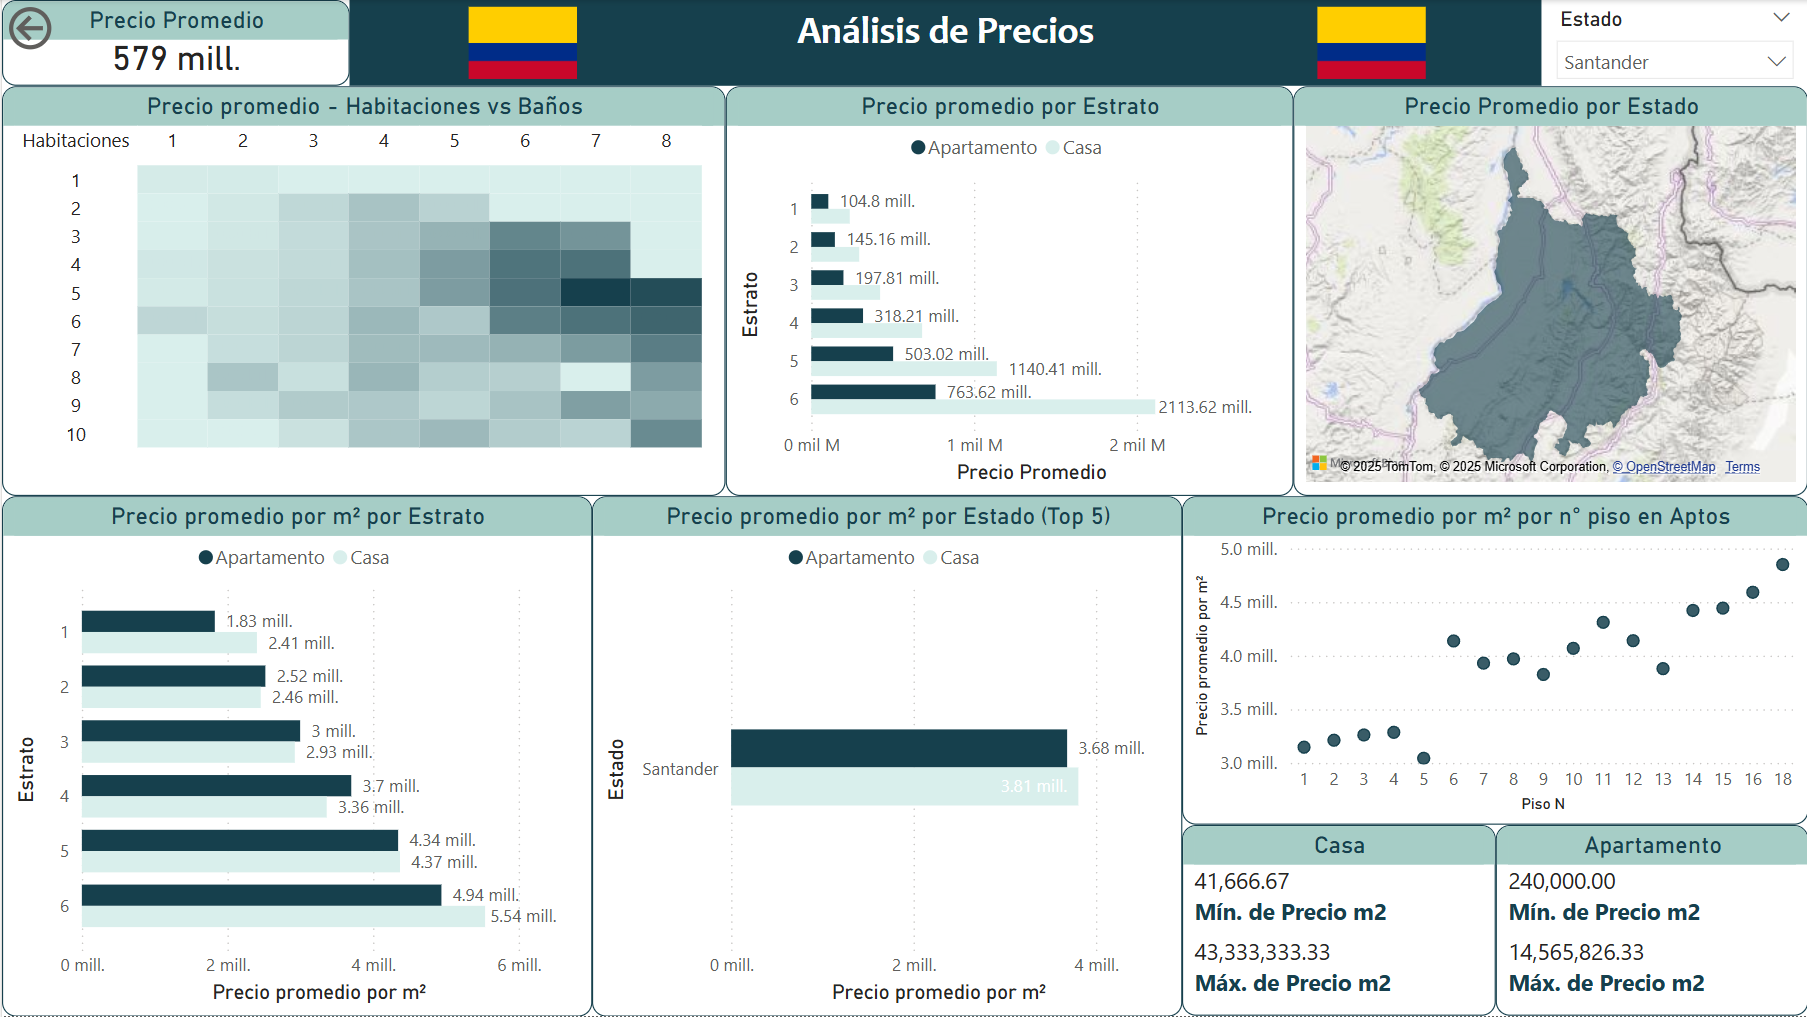 Precio Promedio
579 mill.
Análisis de Precios
Estado
Santander
Precio promedio - Habitaciones vs Baños
Habitaciones 1 2 3 4 5 6 7 8
1
2
3
4
5
6
7
8
9
10
Precio promedio por Estrato
Apartamento Casa
Estrato
1 104.8 mill.
2 145.16 mill.
3 197.81 mill.
4 318.21 mill.
5 503.02 mill.
1140.41 mill.
6 763.62 mill.
2113.62 mill.
0 mil M 1 mil M 2 mil M
Precio Promedio
Precio Promedio por Estado
© 2025 TomTom, © 2025 Microsoft Corporation, © OpenStreetMap Terms
Precio promedio por m² por Estrato
Apartamento Casa
Estrato
1 1.83 mill.
2.41 mill.
2 2.52 mill.
2.46 mill.
3 3 mill.
2.93 mill.
4 3.7 mill.
3.36 mill.
5 4.34 mill.
4.37 mill.
6 4.94 mill.
5.54 mill.
0 mill. 2 mill. 4 mill. 6 mill.
Precio promedio por m²
Precio promedio por m² por Estado (Top 5)
Apartamento Casa
Estado
Santander
3.68 mill.
3.81 mill.
0 mill. 2 mill. 4 mill.
Precio promedio por m²
Precio promedio por m² por n° piso en Aptos
Precio promedio por m²
5.0 mill.
4.5 mill.
4.0 mill.
3.5 mill.
3.0 mill.
1 2 3 4 5 6 7 8 9 10 11 12 13 14 15 16 18
Piso N
Casa
41,666.67
Mín. de Precio m2
43,333,333.33
Máx. de Precio m2
Apartamento
240,000.00
Mín. de Precio m2
14,565,826.33
Máx. de Precio m2